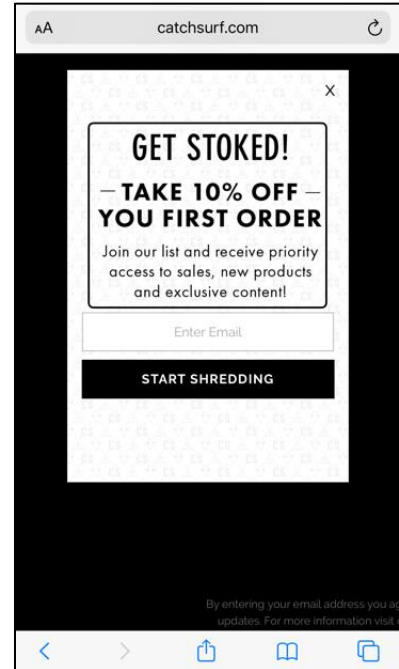 AA
catchsurf.com
X
GET STOKED!
TAKE 10% OFF
YOU FIRST ORDER
Join our list and receive priority
access to sales, new products
and exclusive content!
Enter Email
START SHREDDING
By entering your email address you ag
updates. For more information visit